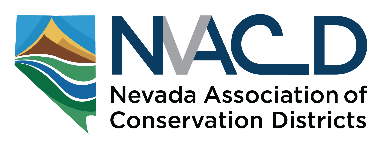 NVACD
Nevada Association of
Conservation Districts